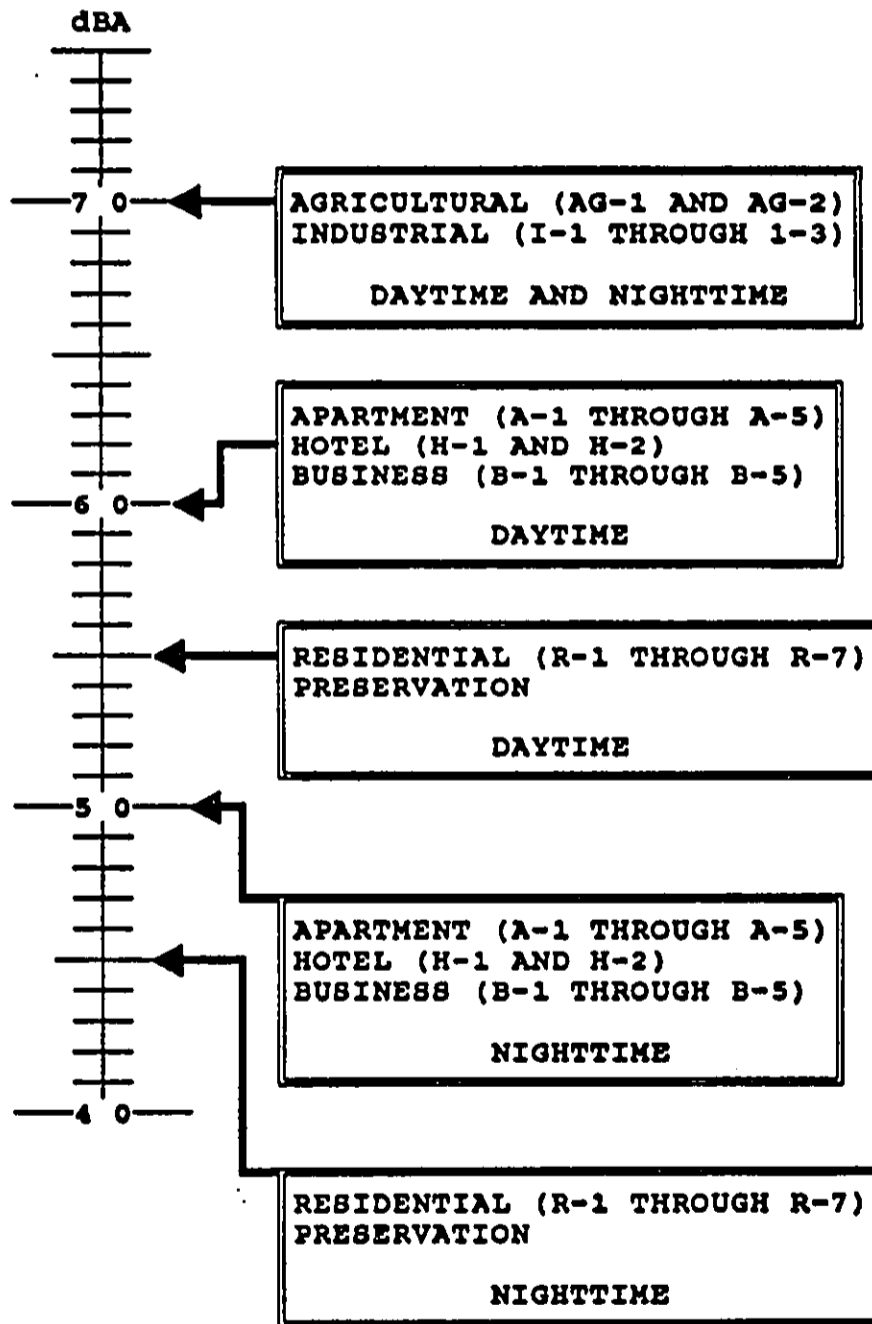 dBA
70
AGRICULTURAL (AG-1 AND AG-2)
INDUSTRIAL (I-1 THROUGH 1-3)
DAYTIME AND NIGHTTIME
APARTMENT (A-1 THROUGH A-5)
HOTEL (H-1 AND H-2)
BUSINESS (B-1 THROUGH B-5)
DAYTIME
60
RESIDENTIAL (R-1 THROUGH R-7)
PRESERVATION
DAYTIME
50
APARTMENT (A-1 THROUGH A-5)
HOTEL (H-1 AND H-2)
BUSINESS (B-1 THROUGH B-5)
NIGHTTIME
40
RESIDENTIAL (R-1 THROUGH R-7)
PRESERVATION
NIGHTTIME